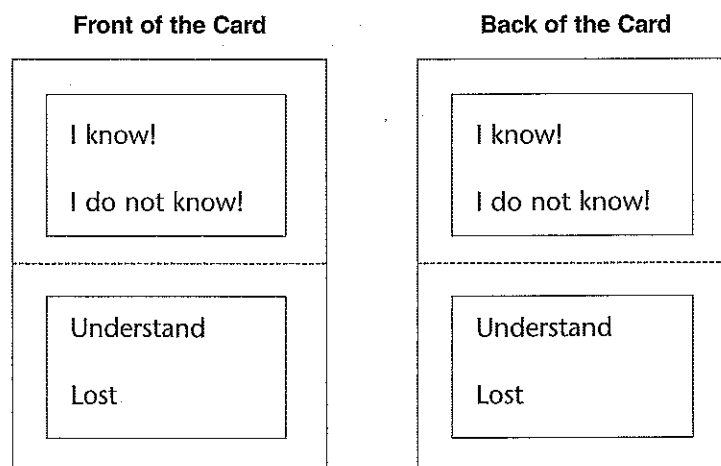 Front of the Card
I know!
I do not know!
Understand
Lost
Back of the Card
I know!
I do not know!
Understand
Lost